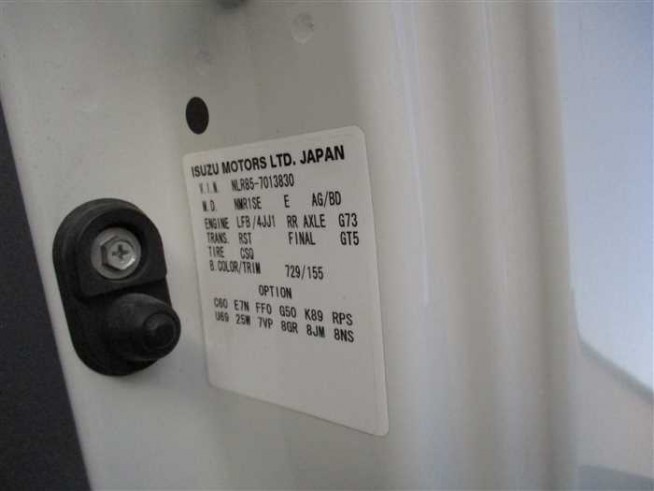 ISUZU MOTORS LTD. JAPAN
V.I.N. NLR85-7013830
M.D. NMR1SE E AG/BD
ENGINE LFB/4JJ1 RR AXLE G73
TRANS. RST FINAL GT5
TIRE CSQ
B.COLOR/TRIM 729/155
OPTION
C60 E7N FF0 G50 K89 RPS
U69 25W 7VP 8GR 8JM 8NS